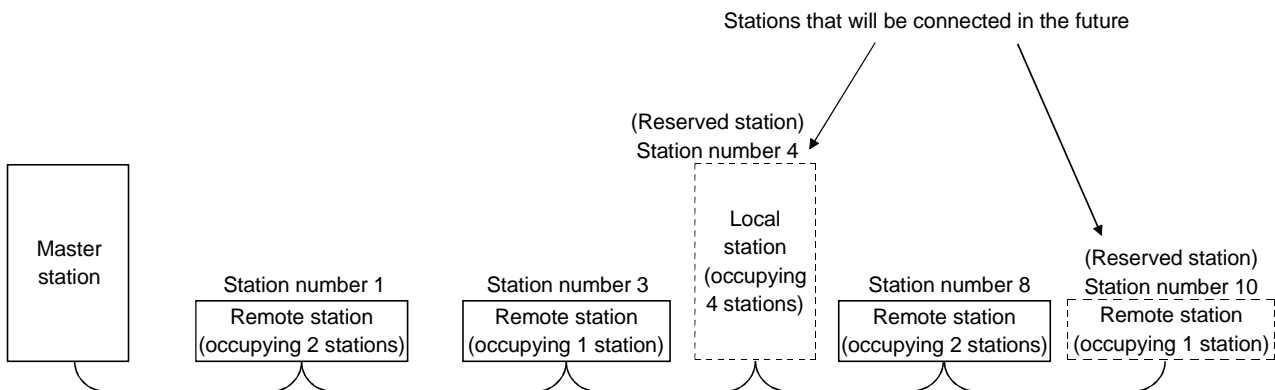 Stations that will be connected in the future
(Reserved station)
Station number 4
Master
station
Station number 1
Remote station
(occupying 2 stations)
Station number 3
Remote station
(occupying 1 station)
Local
station
(occupying
4 stations)
Station number 8
Remote station
(occupying 2 stations)
(Reserved station)
Station number 10
Remote station
(occupying 1 station)